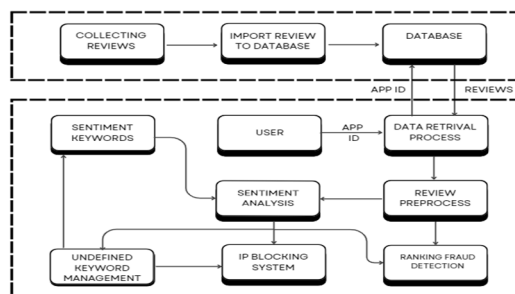 COLLECTING
REVIEWS
IMPORT REVIEW
TO DATABASE
DATABASE
APP ID
REVIEWS
SENTIMENT
KEYWORDS
USER
APP
ID
DATA RETRIVAL
PROCESS
SENTIMENT
ANALYSIS
REVIEW
PREPROCESS
UNDEFINED
KEYWORD
MANAGEMENT
IP BLOCKING
SYSTEM
RANKING FRAUD
DETECTION